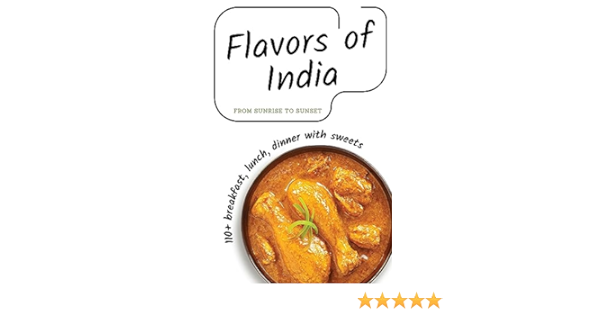 Flavors of
India
FROM SUNRISE TO SUNSET
110+ breakfast, lunch, dinner with sweets